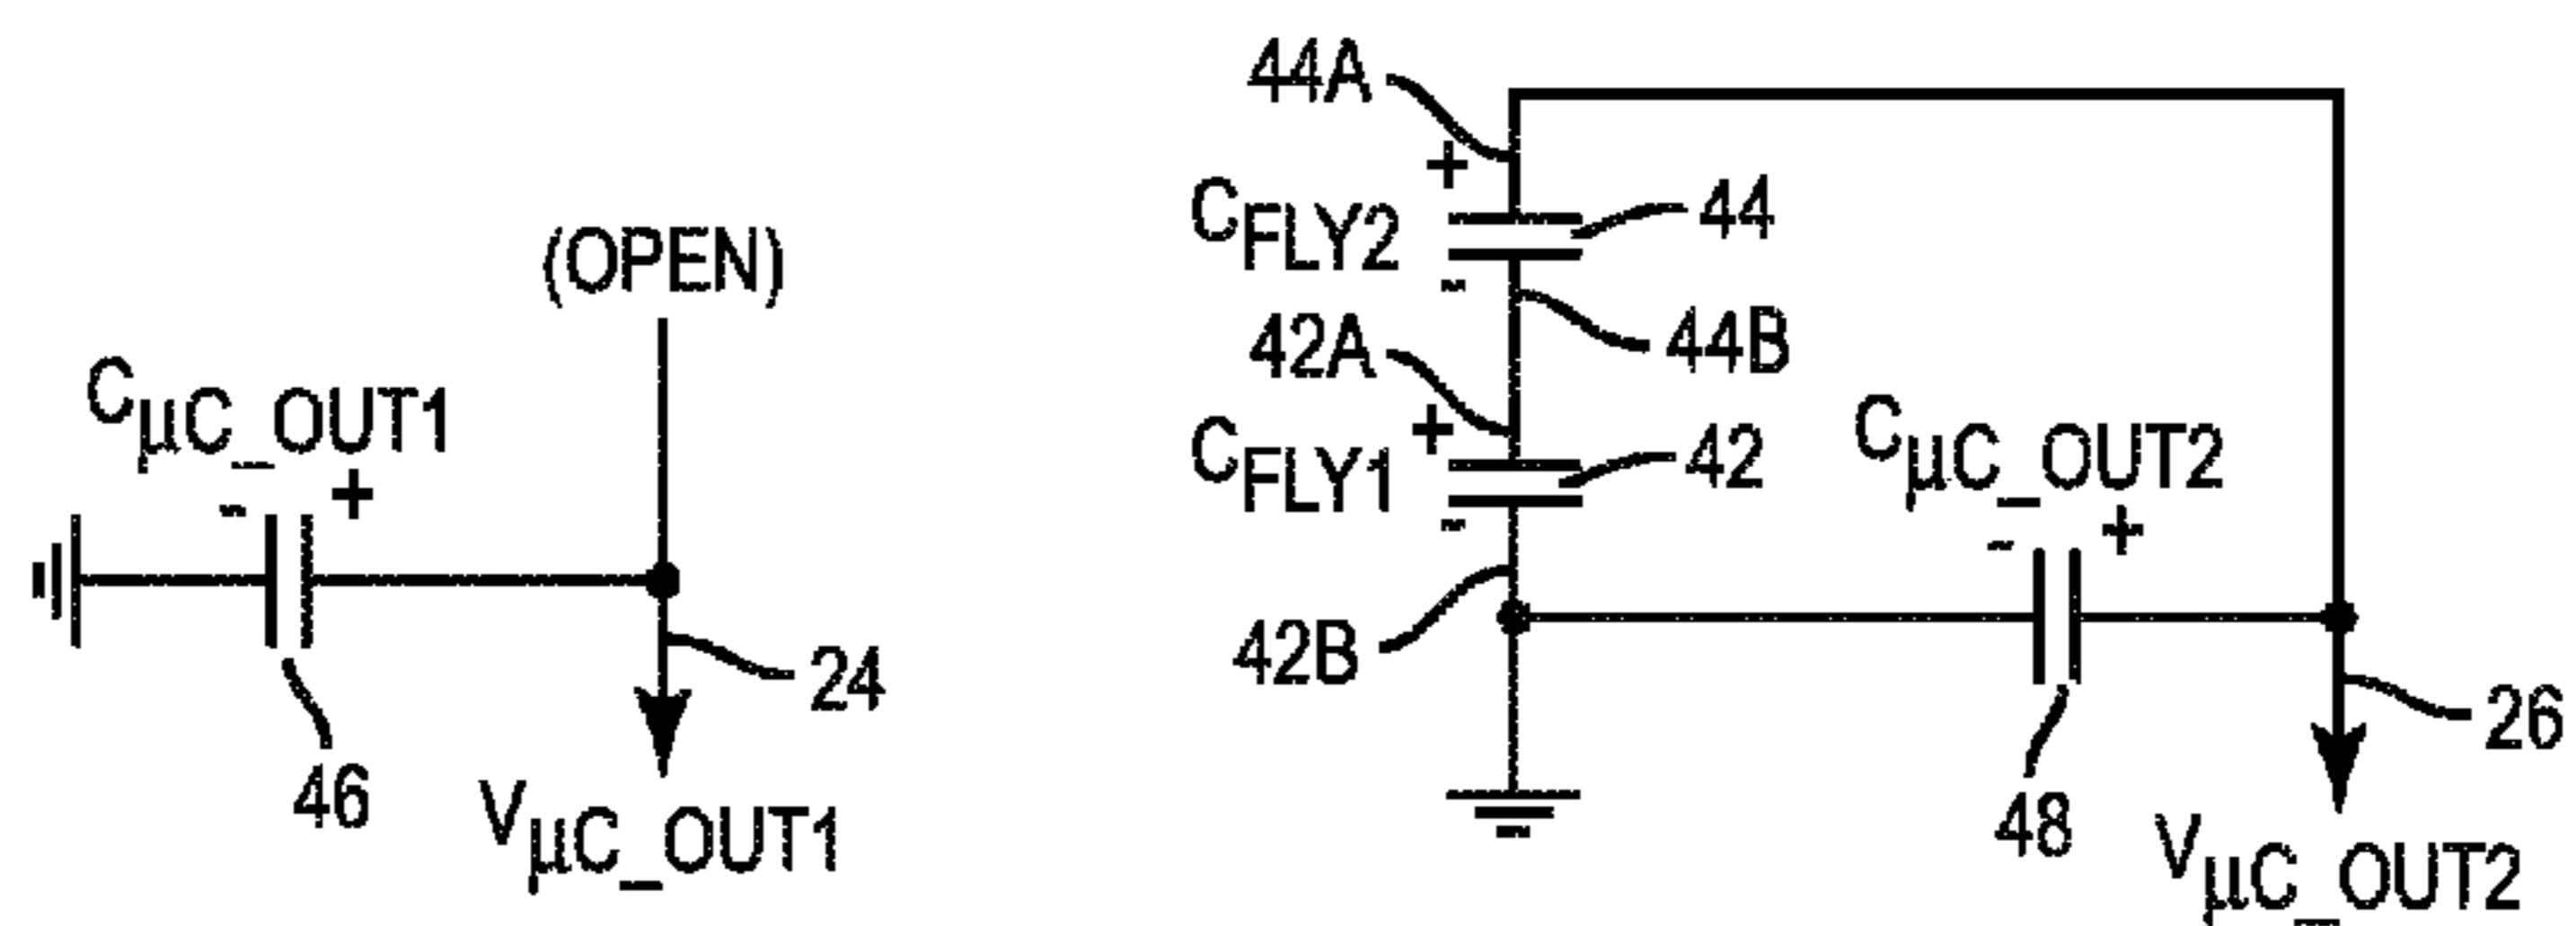 (OPEN)
CμC_OUT1
- +
24
46
VμC_OUT1
44A
+
CFLY2
44
-
44B
42A
+
CFLY1
42
-
42B
CμC_OUT2
- +
26
48
VμC_OUT2